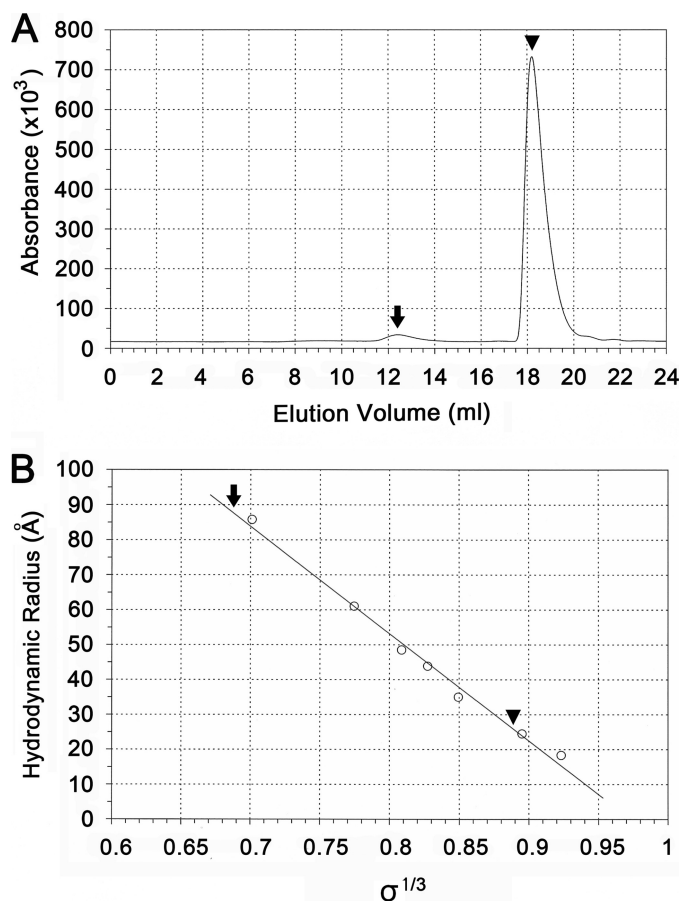 A
800
700
600
500
400
300
200
100
0
Absorbance (x10³)
0 2 4 6 8 10 12 14 16 18 20 22 24
Elution Volume (ml)
B
100
90
80
70
60
50
40
30
20
10
0
Hydrodynamic Radius (Å)
0.6 0.65 0.7 0.75 0.8 0.85 0.9 0.95 1
σ¹/³